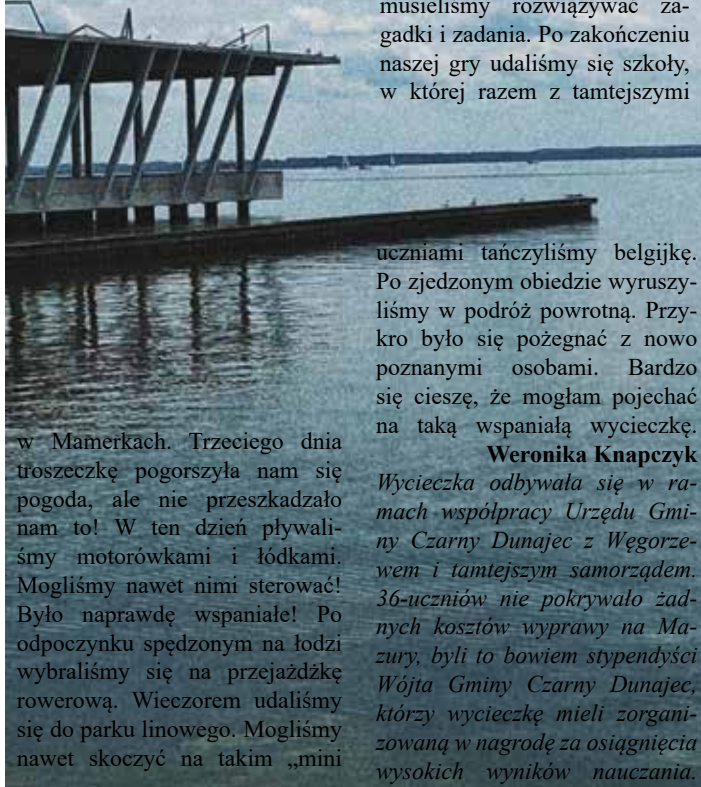 w Mamerkach. Trzeciego dnia
troszeczkę pogorszyła nam się
pogoda, ale nie przeszkadzało
nam to! W ten dzień pływali-
śmy motorówkami i łódkami.
Mogliśmy nawet nimi sterować!
Było naprawdę wspaniałe! Po
odpoczynku spędzonym na łodzi
wybraliśmy się na przejażdżkę
rowerową. Wieczorem udaliśmy
się do parku linowego. Mogliśmy
nawet skoczyć na takim „mini
musieliśmy rozwiązywać za-
gadki i zadania. Po zakończeniu
naszej gry udaliśmy się szkoły,
w której razem z tamtejszymi
uczniami tańczyliśmy belgijkę.
Po zjedzonym obiedzie wyruszy-
liśmy w podróż powrotną. Przy-
kro było się pożegnać z nowo
poznanymi osobami. Bardzo
się cieszę, że mogłam pojechać
na taką wspaniałą wycieczkę.
Weronika Knapczyk
Wycieczka odbywała się w ra-
mach współpracy Urzędu Gmi-
ny Czarny Dunajec z Węgorze-
wem i tamtejszym samorządem.
36-uczniów nie pokrywało żad-
nych kosztów wyprawy na Ma-
zury, byli to bowiem stypendyści
Wójta Gminy Czarny Dunajec,
którzy wycieczkę mieli zorgani-
zowaną w nagrodę za osiągnięcia
wysokich wyników nauczania.